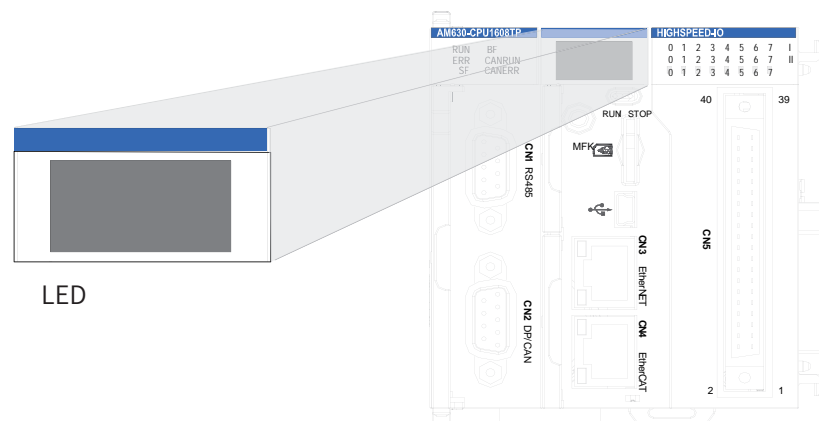 AM630-CPU1608TP
HIGHSPEED-IO
RUN BF
ERR CANRUN
SF CANERR
0 1 2 3 4 5 6 7 I
0 1 2 3 4 5 6 7 II
0 1 2 3 4 5 6 7
40 39
RUN STOP
MFK
CN1 RS485
CN3 EtherNET
CN5
LED
CN2 DP/CAN
CN4 EtherCAT
2 1